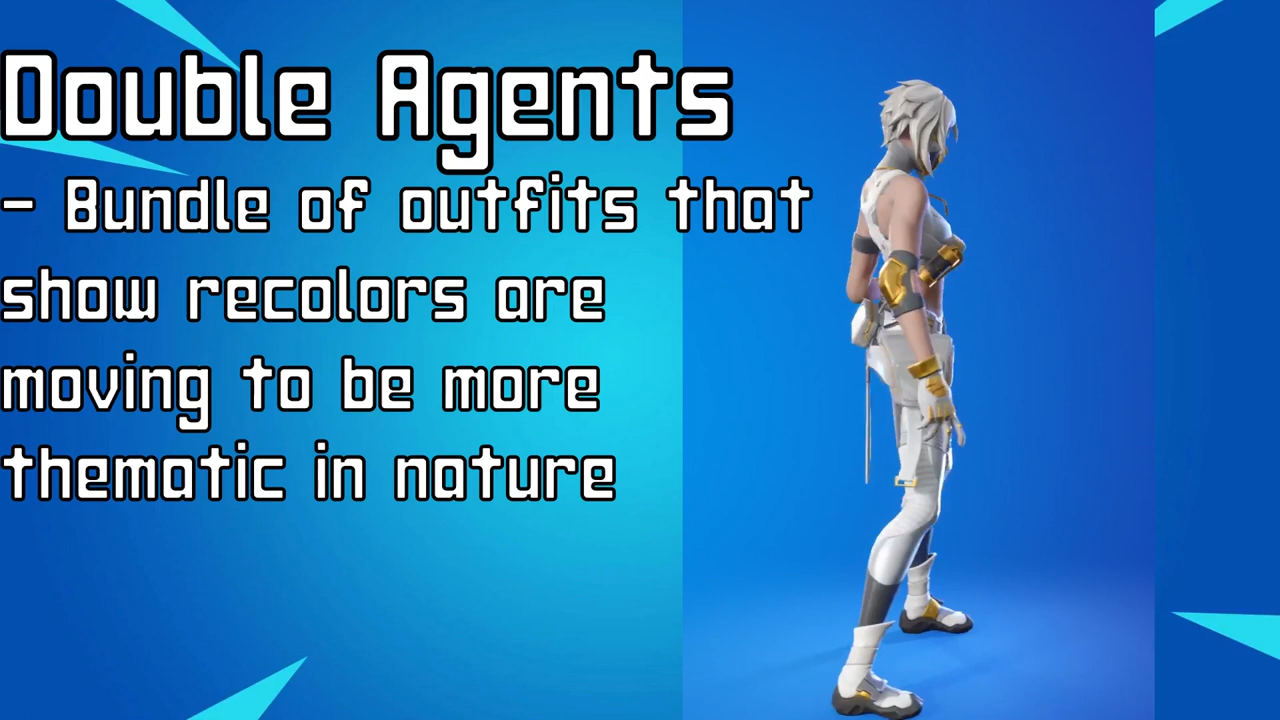 Double Agents
- Bundle of outfits that
show recolors are
moving to be more
thematic in nature